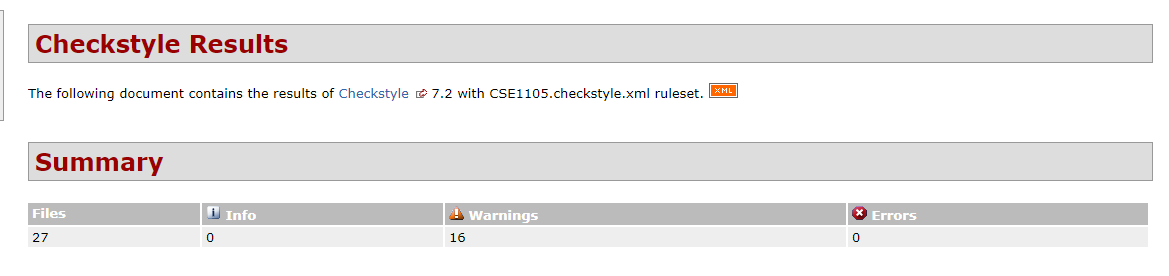 Checkstyle Results
The following document contains the results of Checkstyle 7.2 with CSE1105.checkstyle.xml ruleset. XML
Summary
Files Info Warnings Errors
27 0 16 0